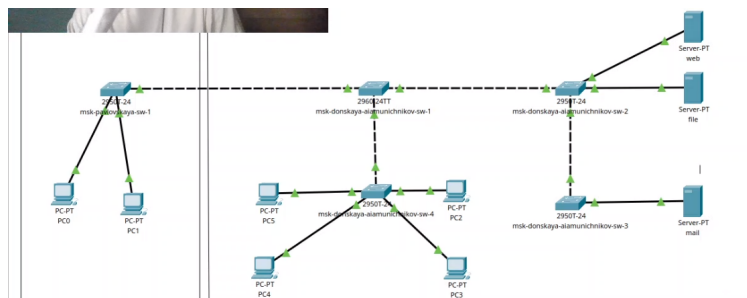 Server-PT
web
2950T-24
msk-pavlovskaya-sw-1
2960-24TT
msk-donskaya-aiamunichnikov-sw-1
2950T-24
msk-donskaya-aiamunichnikov-sw-2
Server-PT
file
PC-PT
PC0
PC-PT
PC1
PC-PT
PC5
2950T-24
msk-donskaya-aiamunichnikov-sw-4
PC-PT
PC2
2950T-24
msk-donskaya-aiamunichnikov-sw-3
Server-PT
mail
PC-PT
PC4
PC-PT
PC3